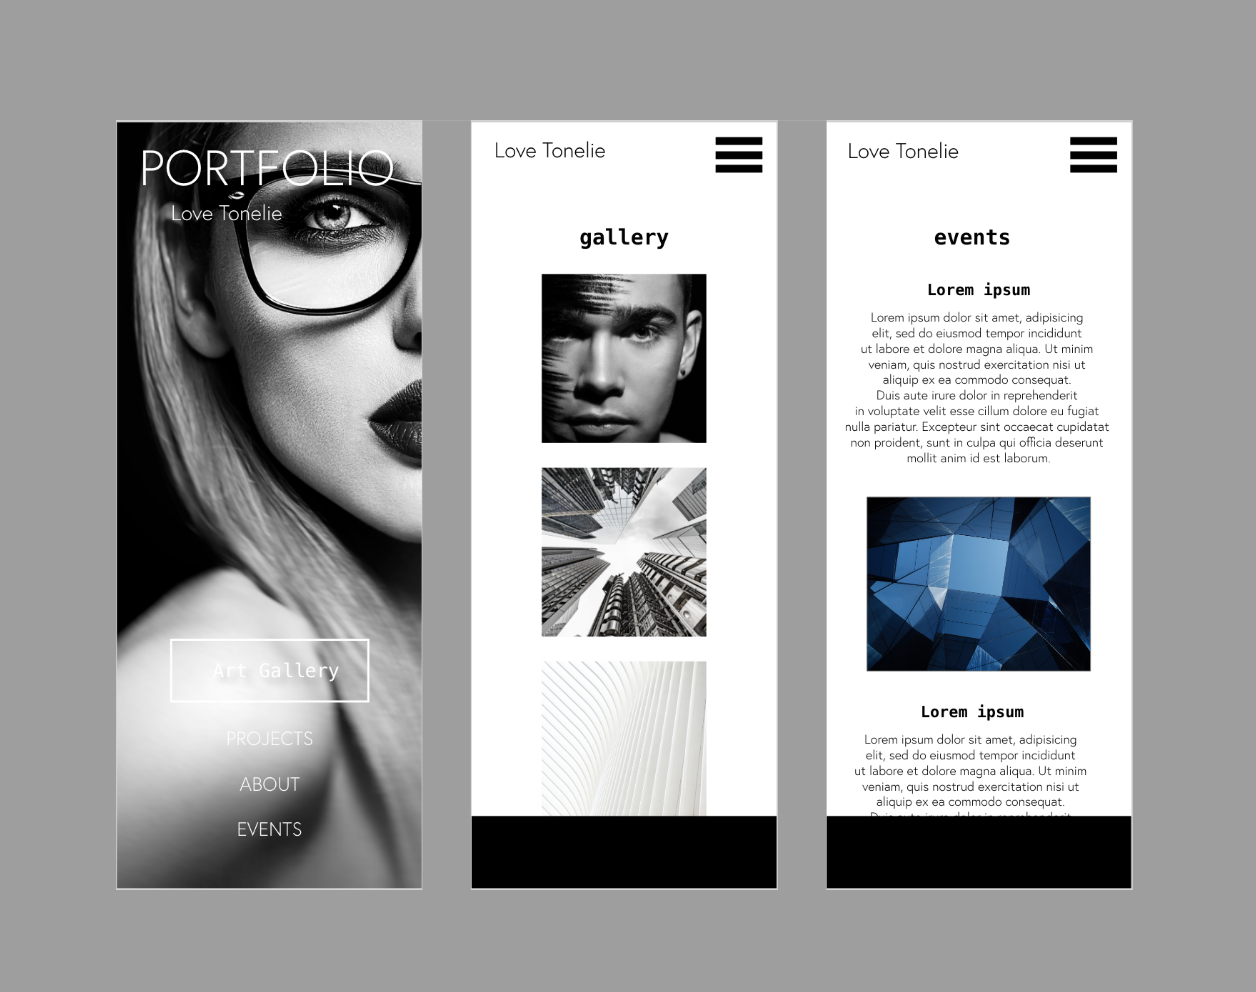 PORTFOLIO
Love Tonelie
Art Gallery
PROJECTS
ABOUT
EVENTS
Love Tonelie
gallery
Love Tonelie
events
Lorem ipsum
Lorem ipsum dolor sit amet, adipisicing
elit, sed do eiusmod tempor incididunt
ut labore et dolore magna aliqua. Ut minim
veniam, quis nostrud exercitation nisi ut
aliquip ex ea commodo consequat.
Duis aute irure dolor in reprehenderit
in voluptate velit esse cillum dolore eu fugiat
nulla pariatur. Excepteur sint occaecat cupidatat
non proident, sunt in culpa qui officia deserunt
mollit anim id est laborum.
Lorem ipsum
Lorem ipsum dolor sit amet, adipisicing
elit, sed do eiusmod tempor incididunt
ut labore et dolore magna aliqua. Ut minim
veniam, quis nostrud exercitation nisi ut
aliquip ex ea commodo consequat.